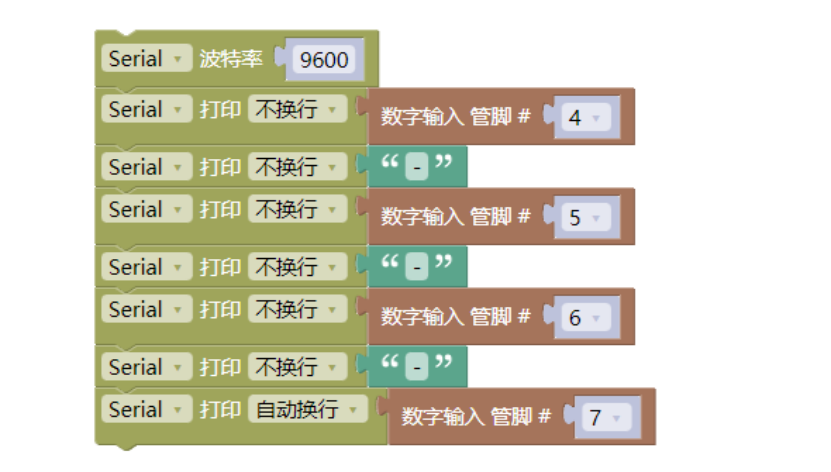 Serial 波特率 9600
Serial 打印 不换行 数字输入 管脚 # 4
Serial 打印 不换行 “ - ”
Serial 打印 不换行 数字输入 管脚 # 5
Serial 打印 不换行 “ - ”
Serial 打印 不换行 数字输入 管脚 # 6
Serial 打印 不换行 “ - ”
Serial 打印 自动换行 数字输入 管脚 # 7